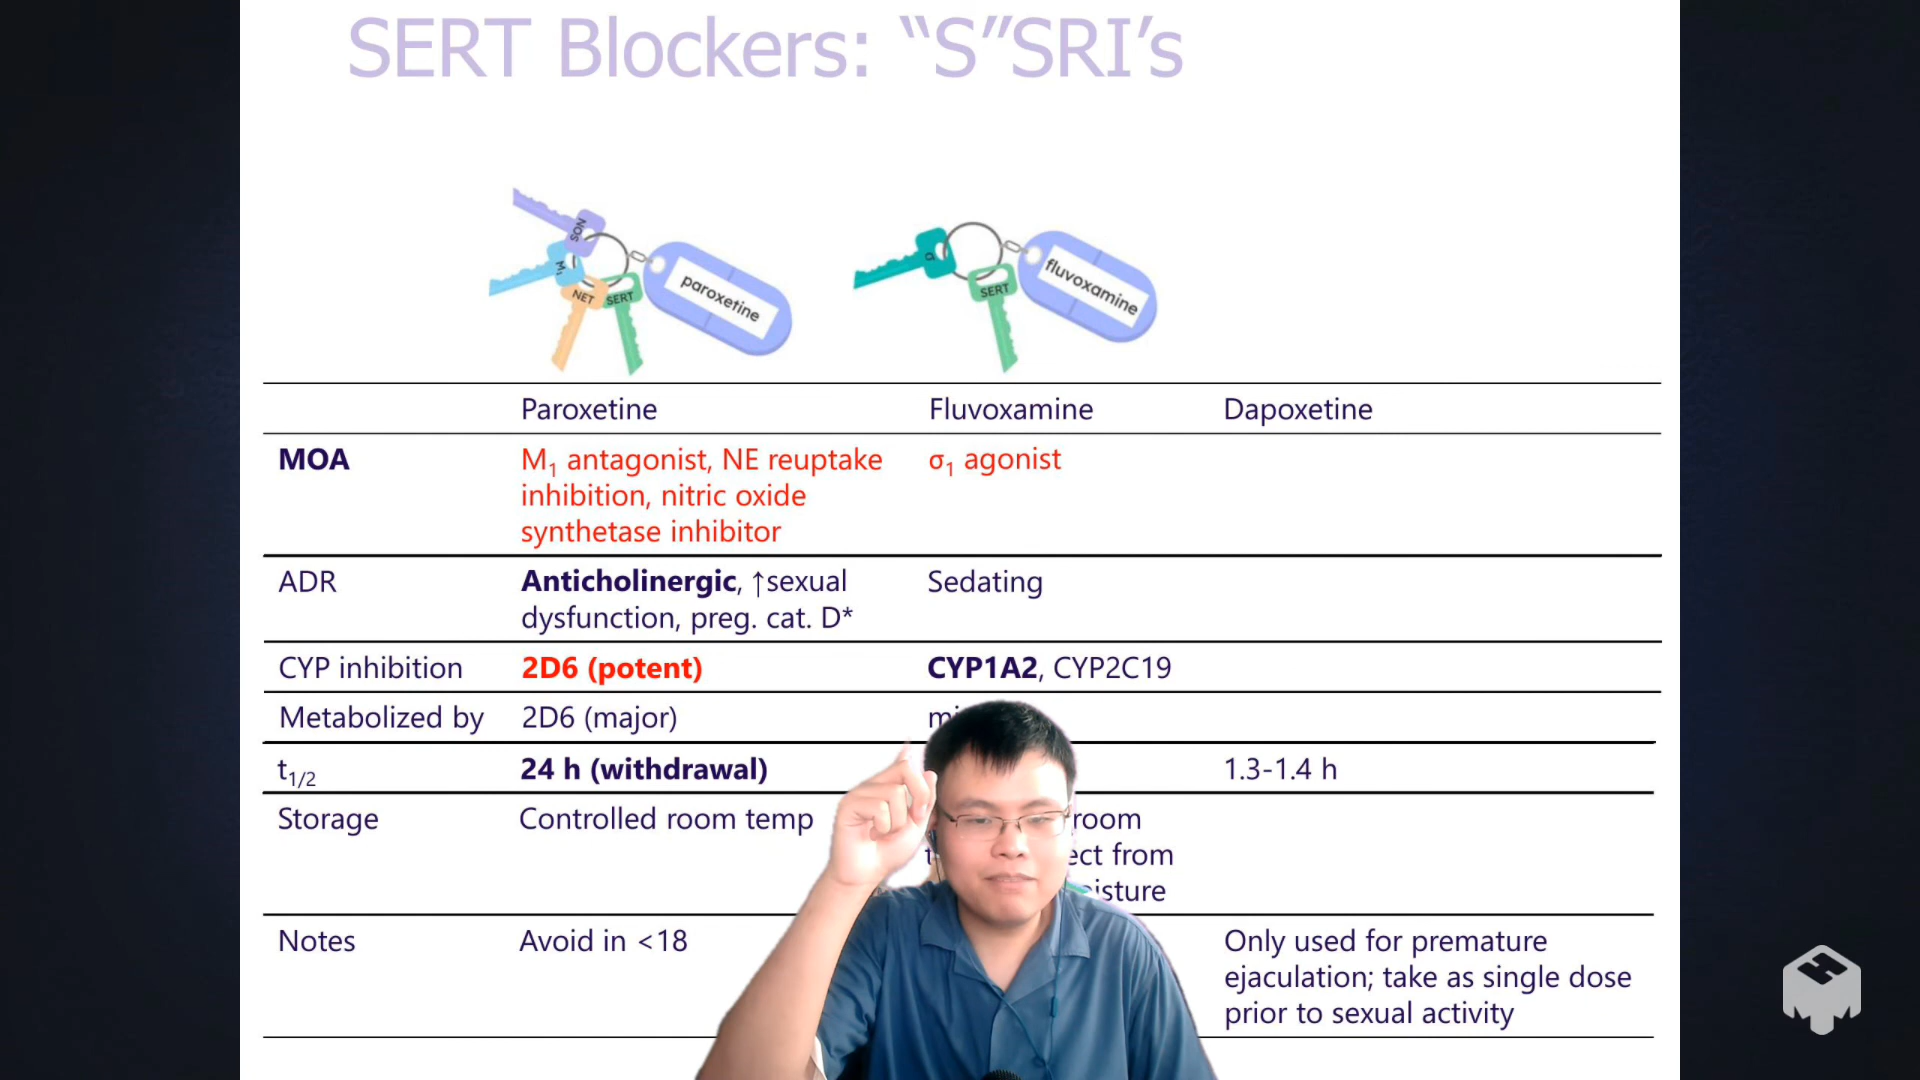 SERT Blockers: “S”SRI’s
NOS
M₁
NET
SERT
paroxetine
σ
SERT
fluvoxamine
Paroxetine
Fluvoxamine
Dapoxetine
MOA
M₁ antagonist, NE reuptake
inhibition, nitric oxide
synthetase inhibitor
σ₁ agonist
ADR
Anticholinergic, ↑sexual
dysfunction, preg. cat. D*
Sedating
CYP inhibition
2D6 (potent)
CYP1A2, CYP2C19
Metabolized by
2D6 (major)
t₁/₂
24 h (withdrawal)
1.3-1.4 h
Storage
Controlled room temp
room
from
Notes
Avoid in <18
Only used for premature
ejaculation; take as single dose
prior to sexual activity